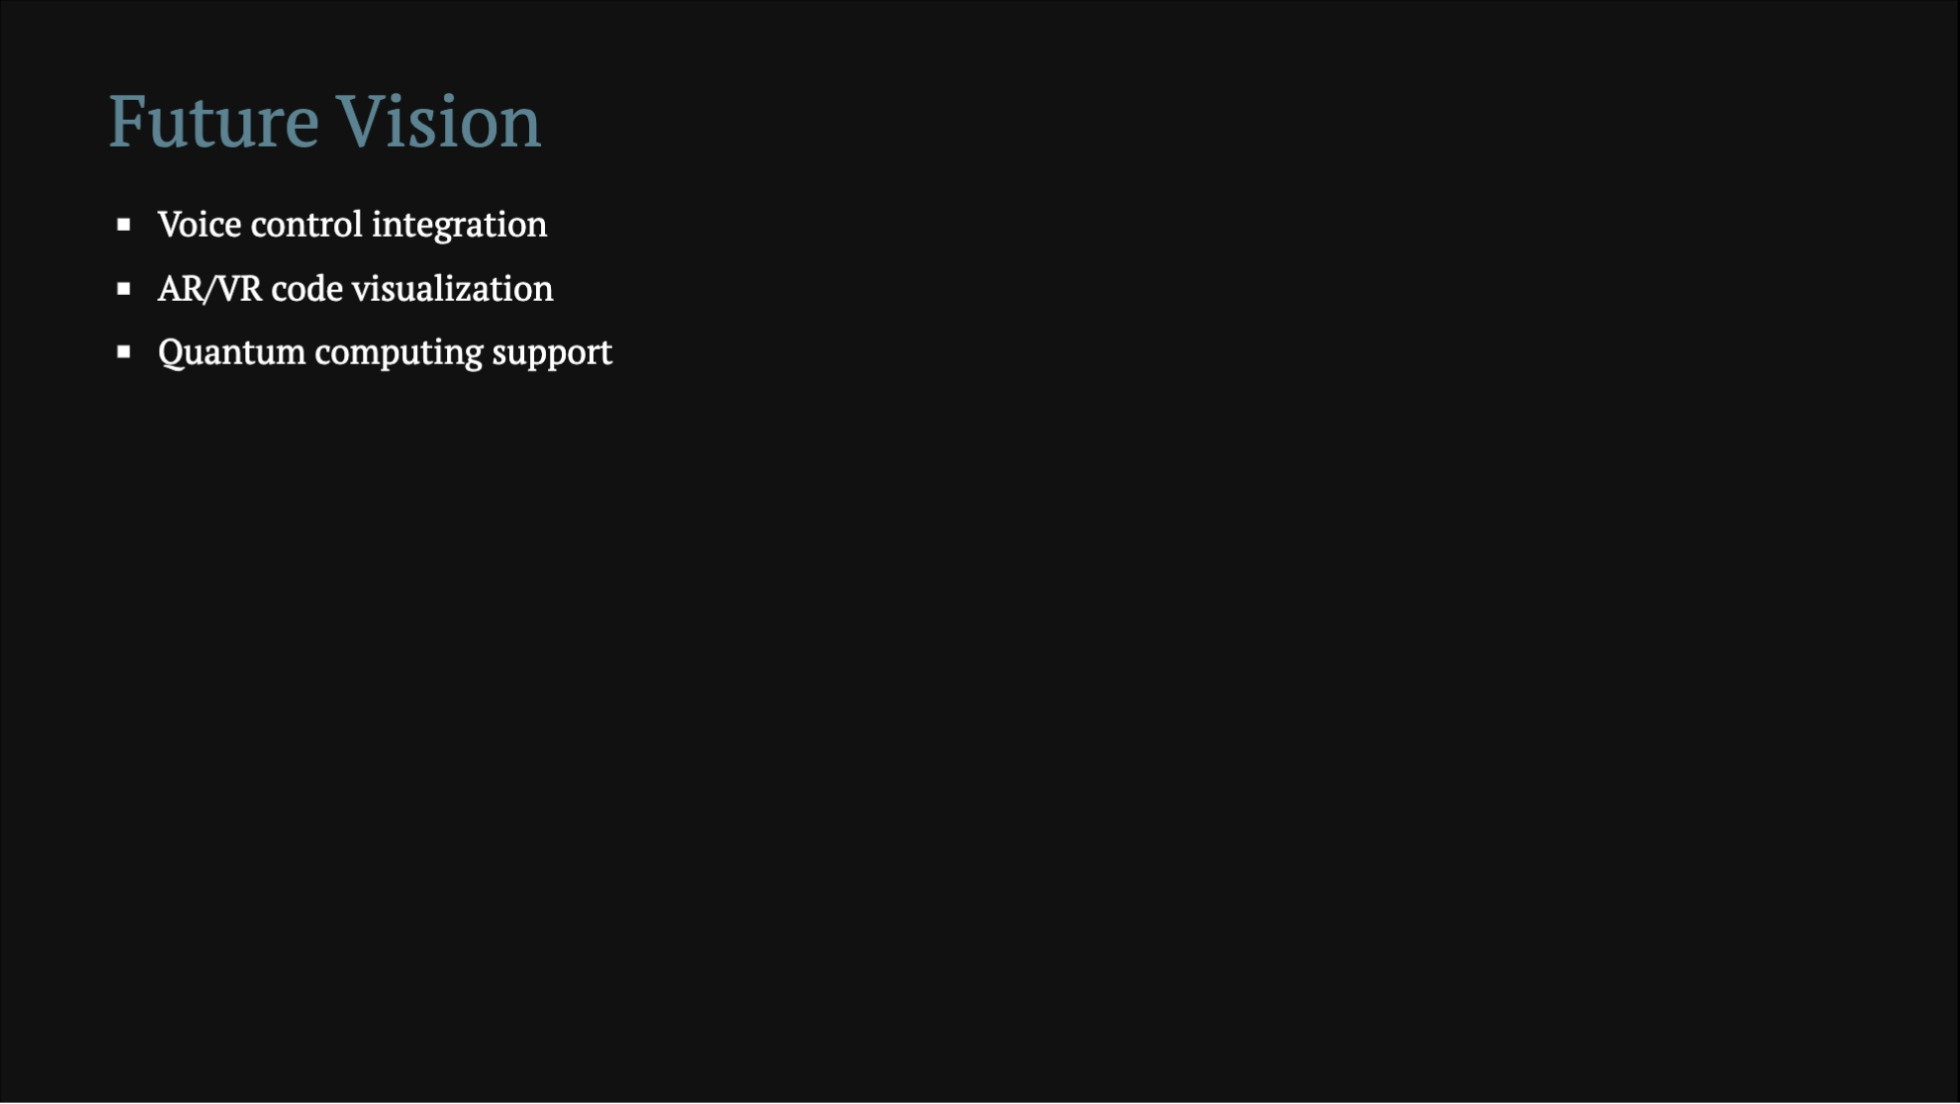 Future Vision
▪ Voice control integration
▪ AR/VR code visualization
▪ Quantum computing support